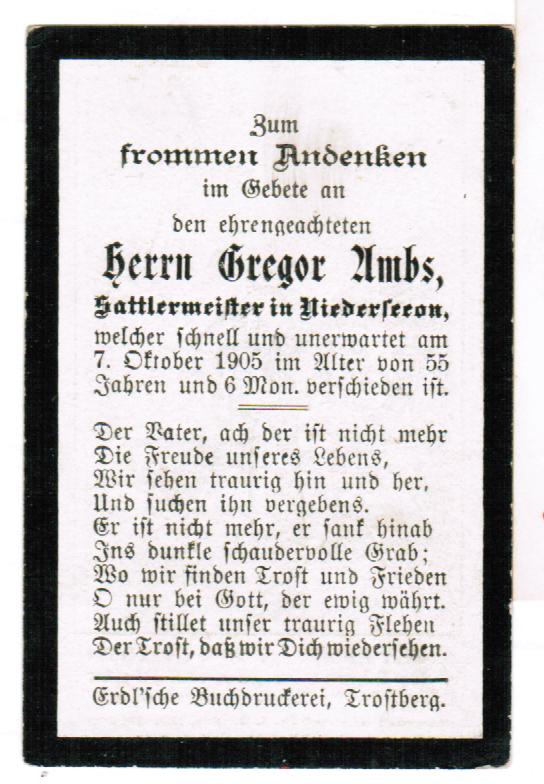 Zum
frommen Andenken
im Gebete an
den ehrengeachteten
Herrn Gregor Ambs,
Sattlermeister in Niederseeon,
welcher schnell und unerwartet am
7. Oktober 1905 im Alter von 55
Jahren und 6 Mon. verschieden ist.
Der Vater, ach der ist nicht mehr
Die Freude unseres Lebens,
Wir sehen traurig hin und her,
Und suchen ihn vergebens.
Er ist nicht mehr, er sank hinab
Ins dunkle schaudervolle Grab;
Wo wir finden Trost und Frieden
O nur bei Gott, der ewig währt.
Auch stillet unser traurig Flehen
Der Trost, daß wir Dich wiedersehen.
Erdl'sche Buchdruckerei, Trostberg.